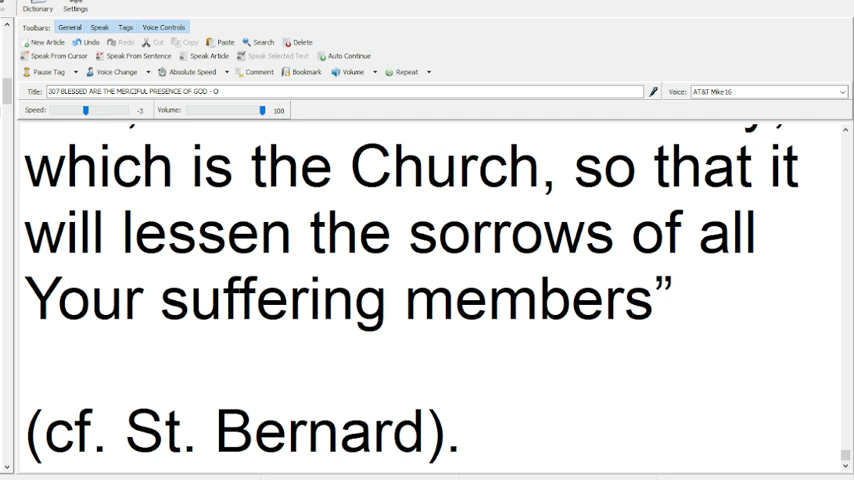 Dictionary
Settings
Toolbars: General Speak Tags Voice Controls
New Article Undo Redo Cut Copy Paste Search Delete
Speak From Cursor Speak From Sentence Speak Article Speak Selected Text Auto Continue
Pause Tag Voice Change Absolute Speed Comment Bookmark Volume Repeat
Title: 307 BLESSED ARE THE MERCIFUL PRESENCE OF GOD - O Voice: AT&T Mike16
Speed: -3 Volume: 100
which is the Church, so that it
will lessen the sorrows of all
Your suffering members”
(cf. St. Bernard).